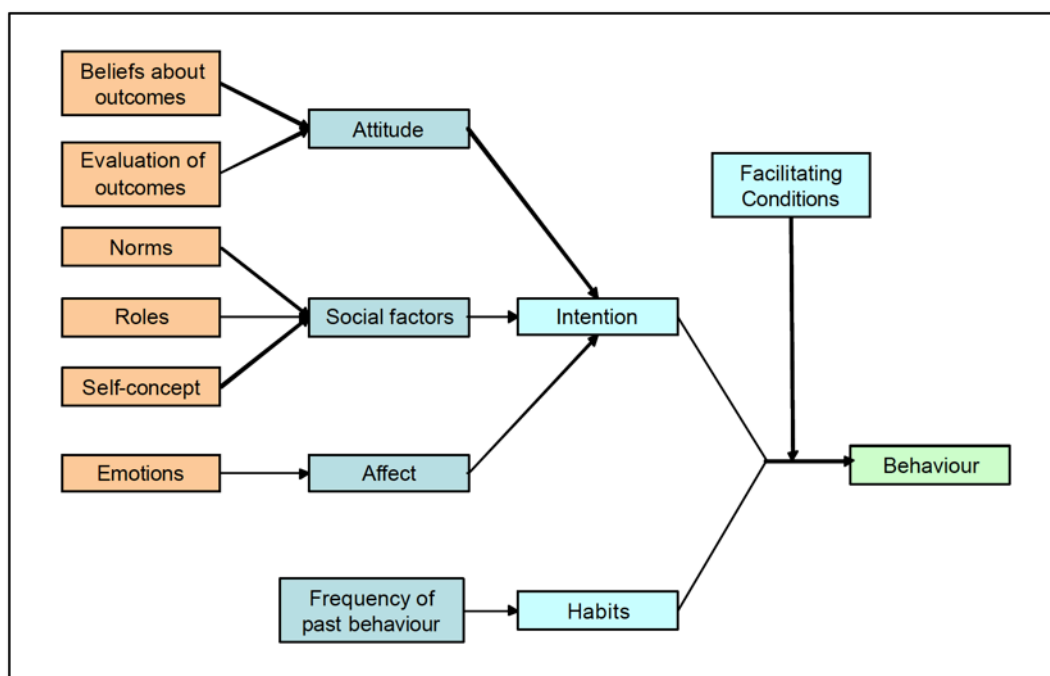 Beliefs about
outcomes
Evaluation of
outcomes
Norms
Roles
Self-concept
Emotions
Attitude
Social factors
Affect
Frequency of
past behaviour
Intention
Habits
Facilitating
Conditions
Behaviour